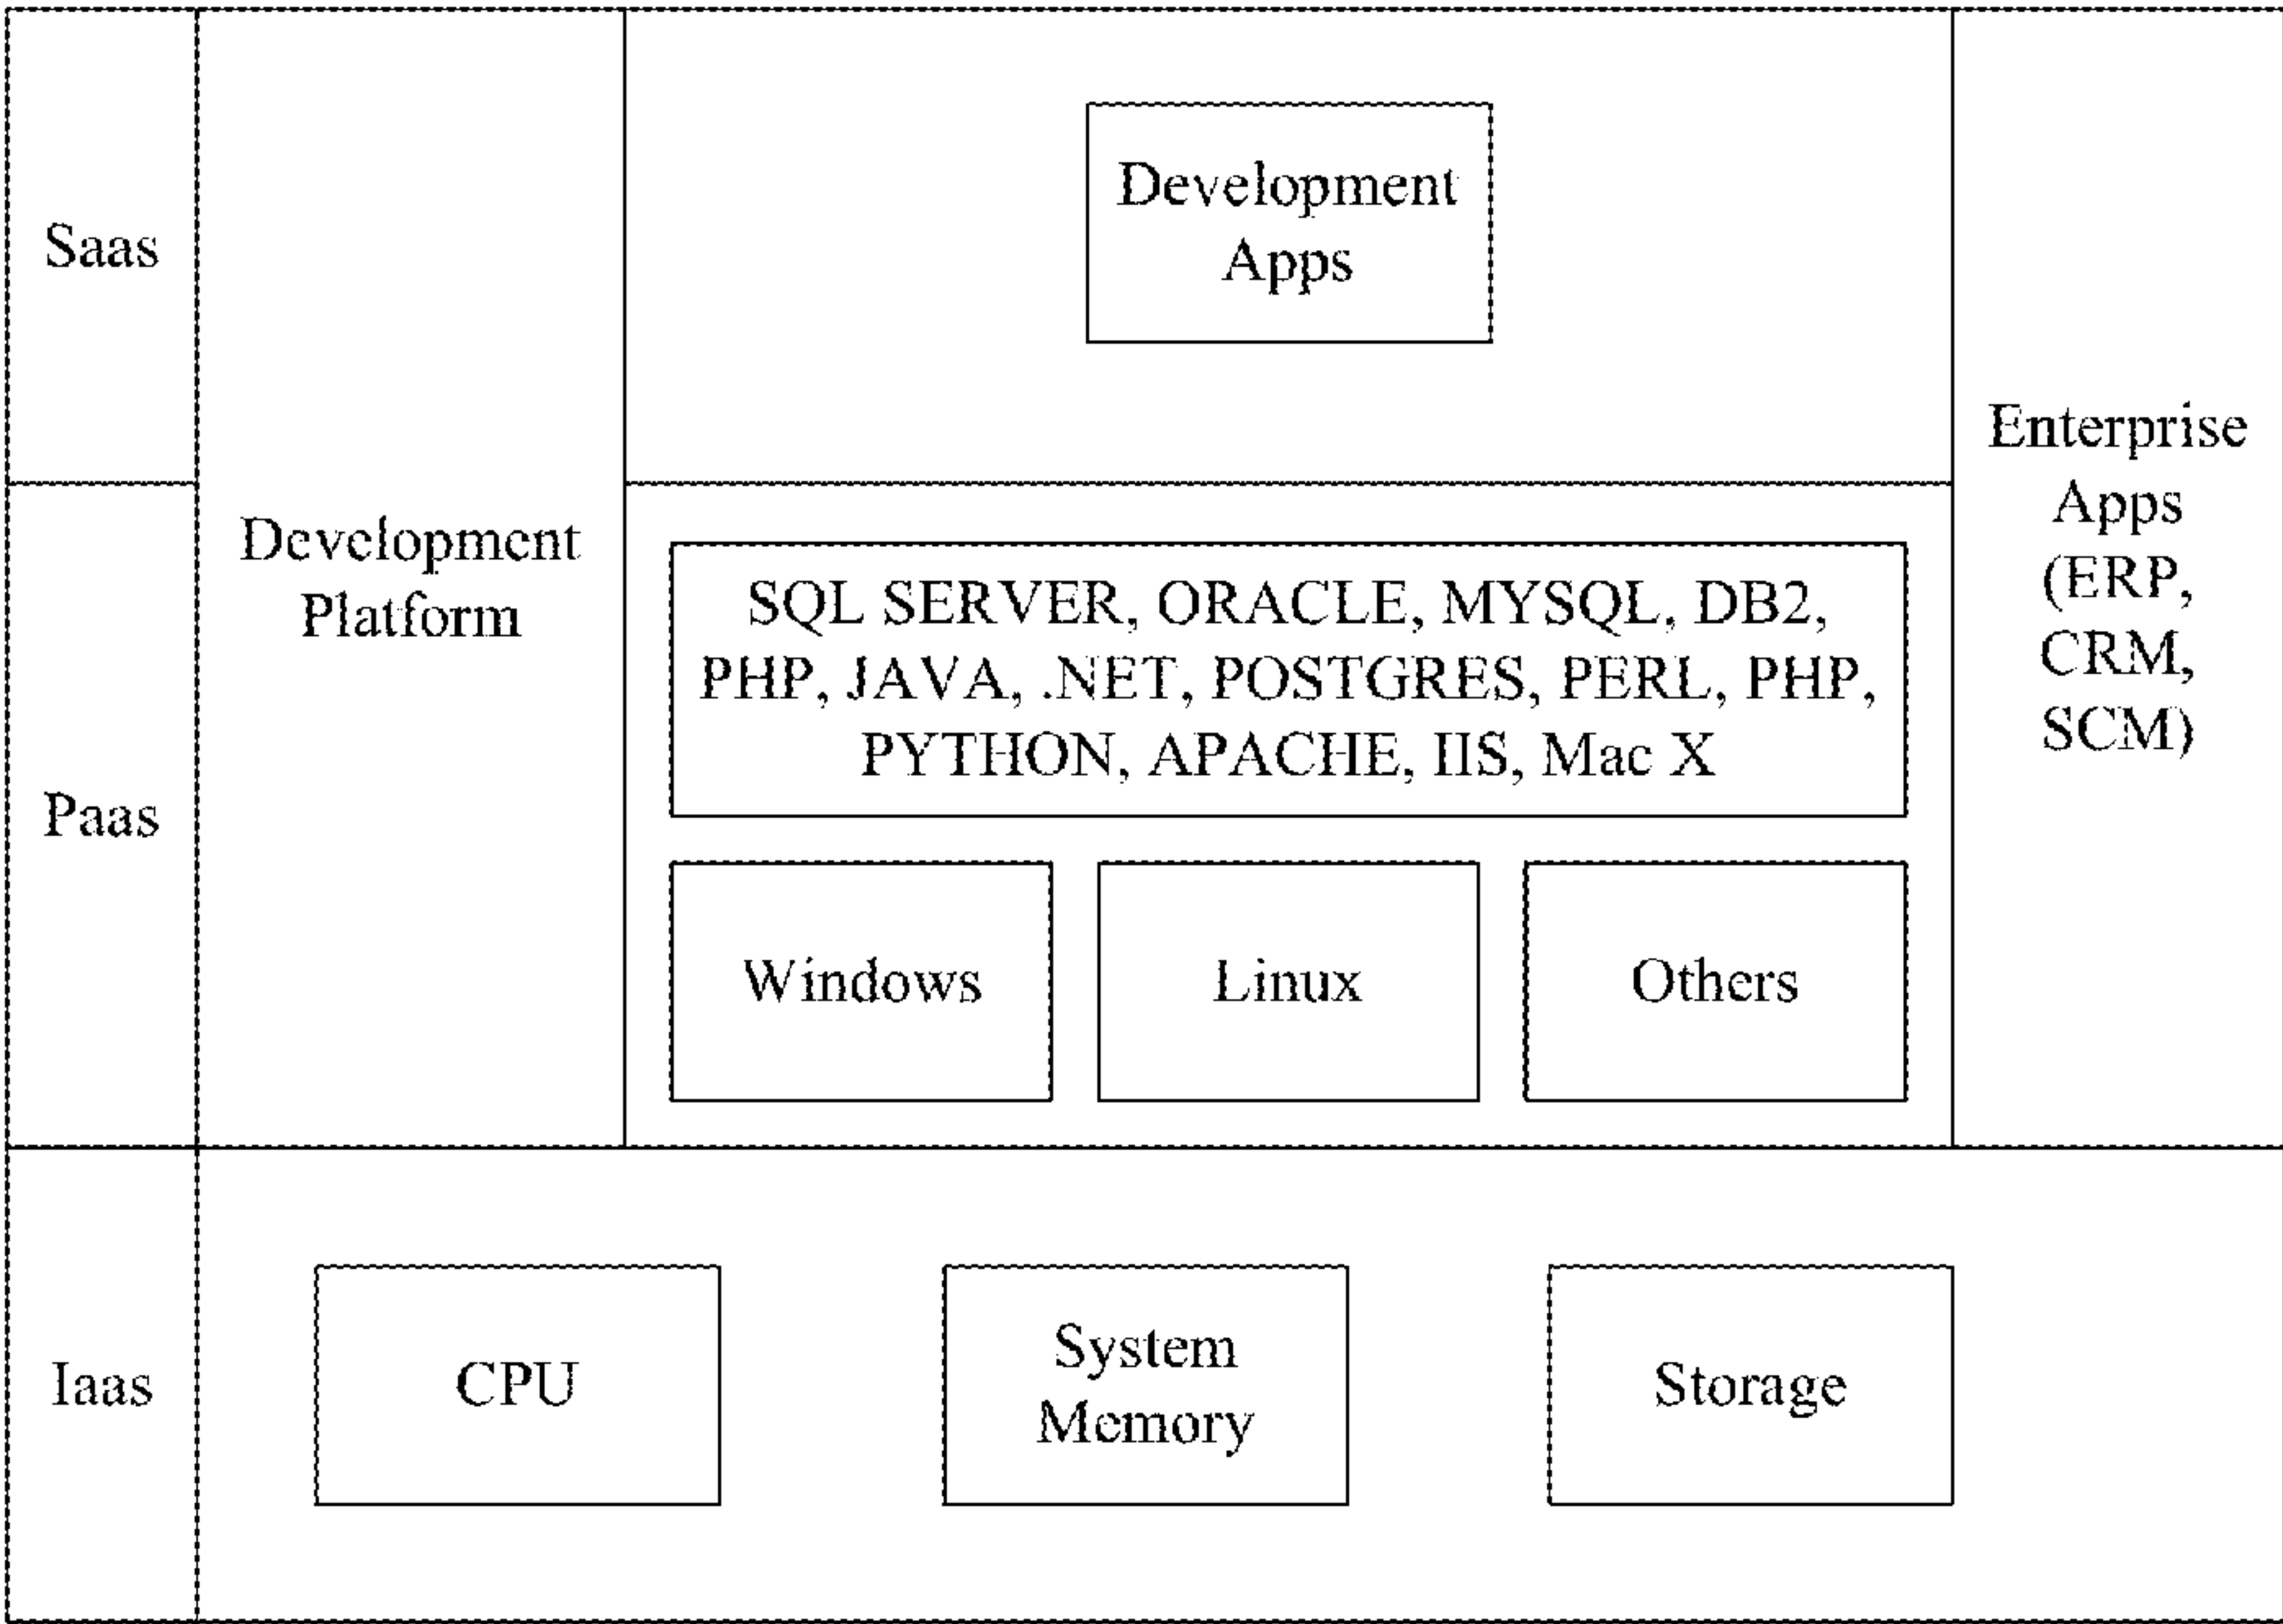 Saas
Development
Platform
Development
Apps
Enterprise
Apps
(ERP,
CRM,
SCM)
Paas
SQL SERVER, ORACLE, MYSQL, DB2,
PHP, JAVA, .NET, POSTGRES, PERL, PHP,
PYTHON, APACHE, IIS, Mac X
Windows
Linux
Others
Iaas
CPU
System
Memory
Storage